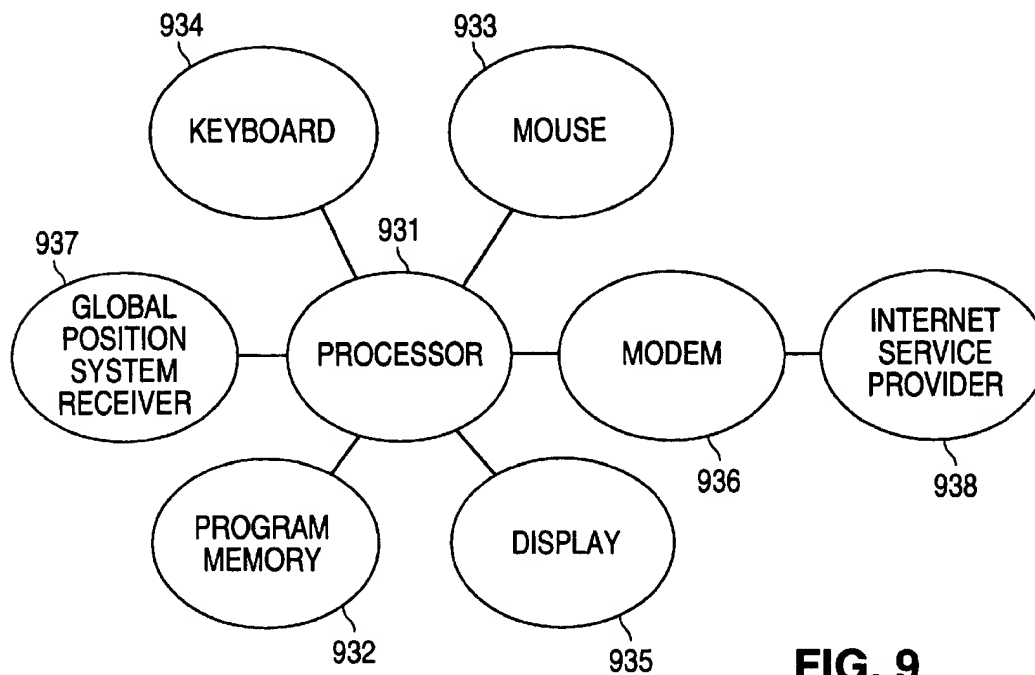 934
933
KEYBOARD
MOUSE
937
931
GLOBAL
POSITION
SYSTEM
RECEIVER
PROCESSOR
MODEM
INTERNET
SERVICE
PROVIDER
936
938
PROGRAM
MEMORY
DISPLAY
932
935
FIG. 9